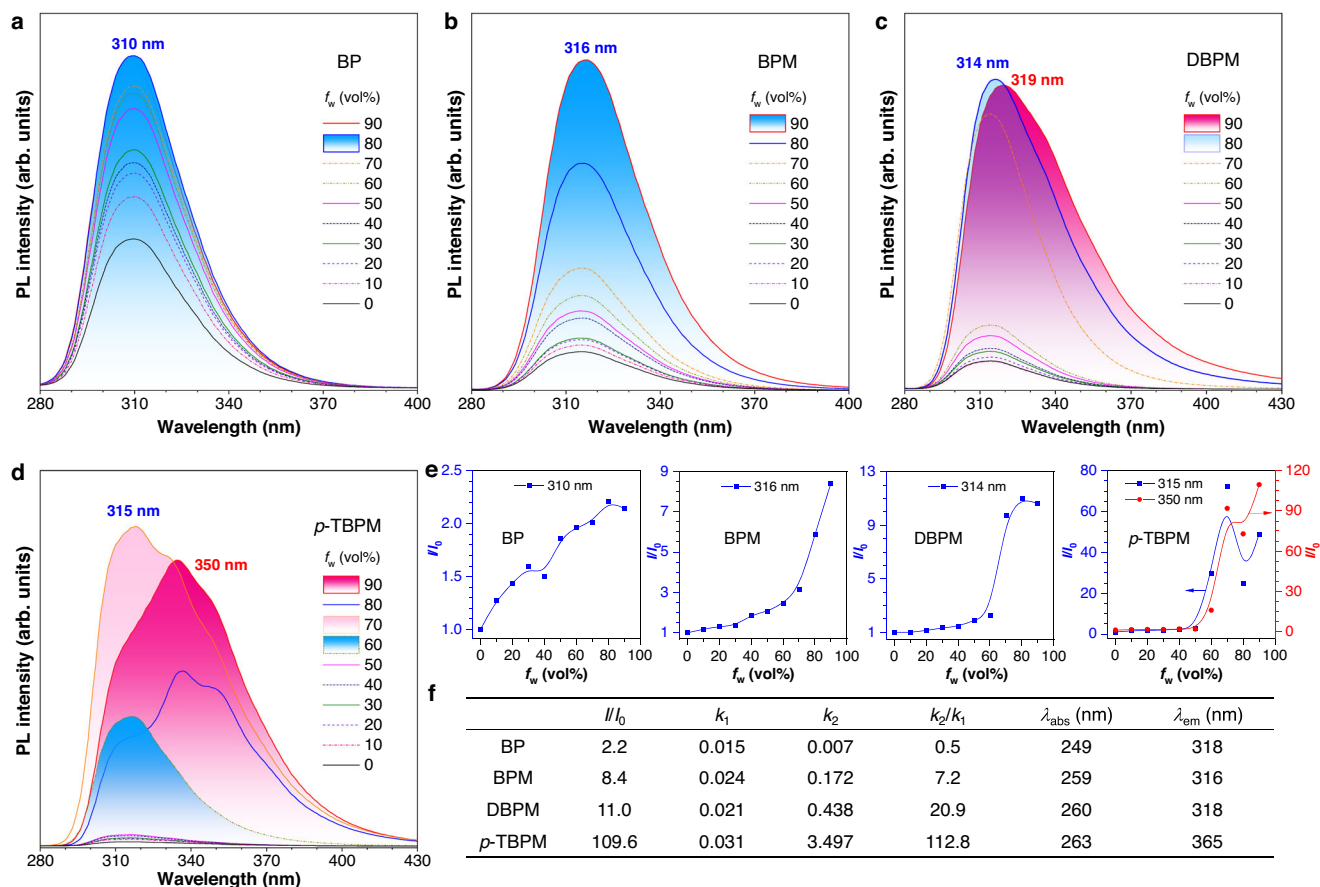 a
310 nm
BP
fw (vol%)
90
80
70
60
50
40
30
20
10
0
PL intensity (arb. units)
280 310 340 370 400
Wavelength (nm)
b
316 nm
BPM
fw (vol%)
90
80
70
60
50
40
30
20
10
0
PL intensity (arb. units)
280 310 340 370 400
Wavelength (nm)
c
314 nm
319 nm
DBPM
fw (vol%)
90
80
70
60
50
40
30
20
10
0
PL intensity (arb. units)
280 310 340 370 400 430
Wavelength (nm)
d
315 nm
350 nm
p-TBPM
fw (vol%)
90
80
70
60
50
40
30
20
10
0
PL intensity (arb. units)
280 310 340 370 400 430
Wavelength (nm)
e
2.5
2.0
1.5
1.0
I/I0
310 nm
BP
0 20 40 60 80 100
fw (vol%)
9
7
5
3
1
I/I0
316 nm
BPM
0 20 40 60 80 100
fw (vol%)
13
11
9
7
5
3
1
I/I0
314 nm
DBPM
0 20 40 60 80 100
fw (vol%)
80
60
40
20
0
I/I0
315 nm
350 nm
p-TBPM
120
90
60
30
0
I/I0
0 20 40 60 80 100
fw (vol%)
f
I/I0 k1 k2 k2/k1 λabs (nm) λem (nm)
BP 2.2 0.015 0.007 0.5 249 318
BPM 8.4 0.024 0.172 7.2 259 316
DBPM 11.0 0.021 0.438 20.9 260 318
p-TBPM 109.6 0.031 3.497 112.8 263 365